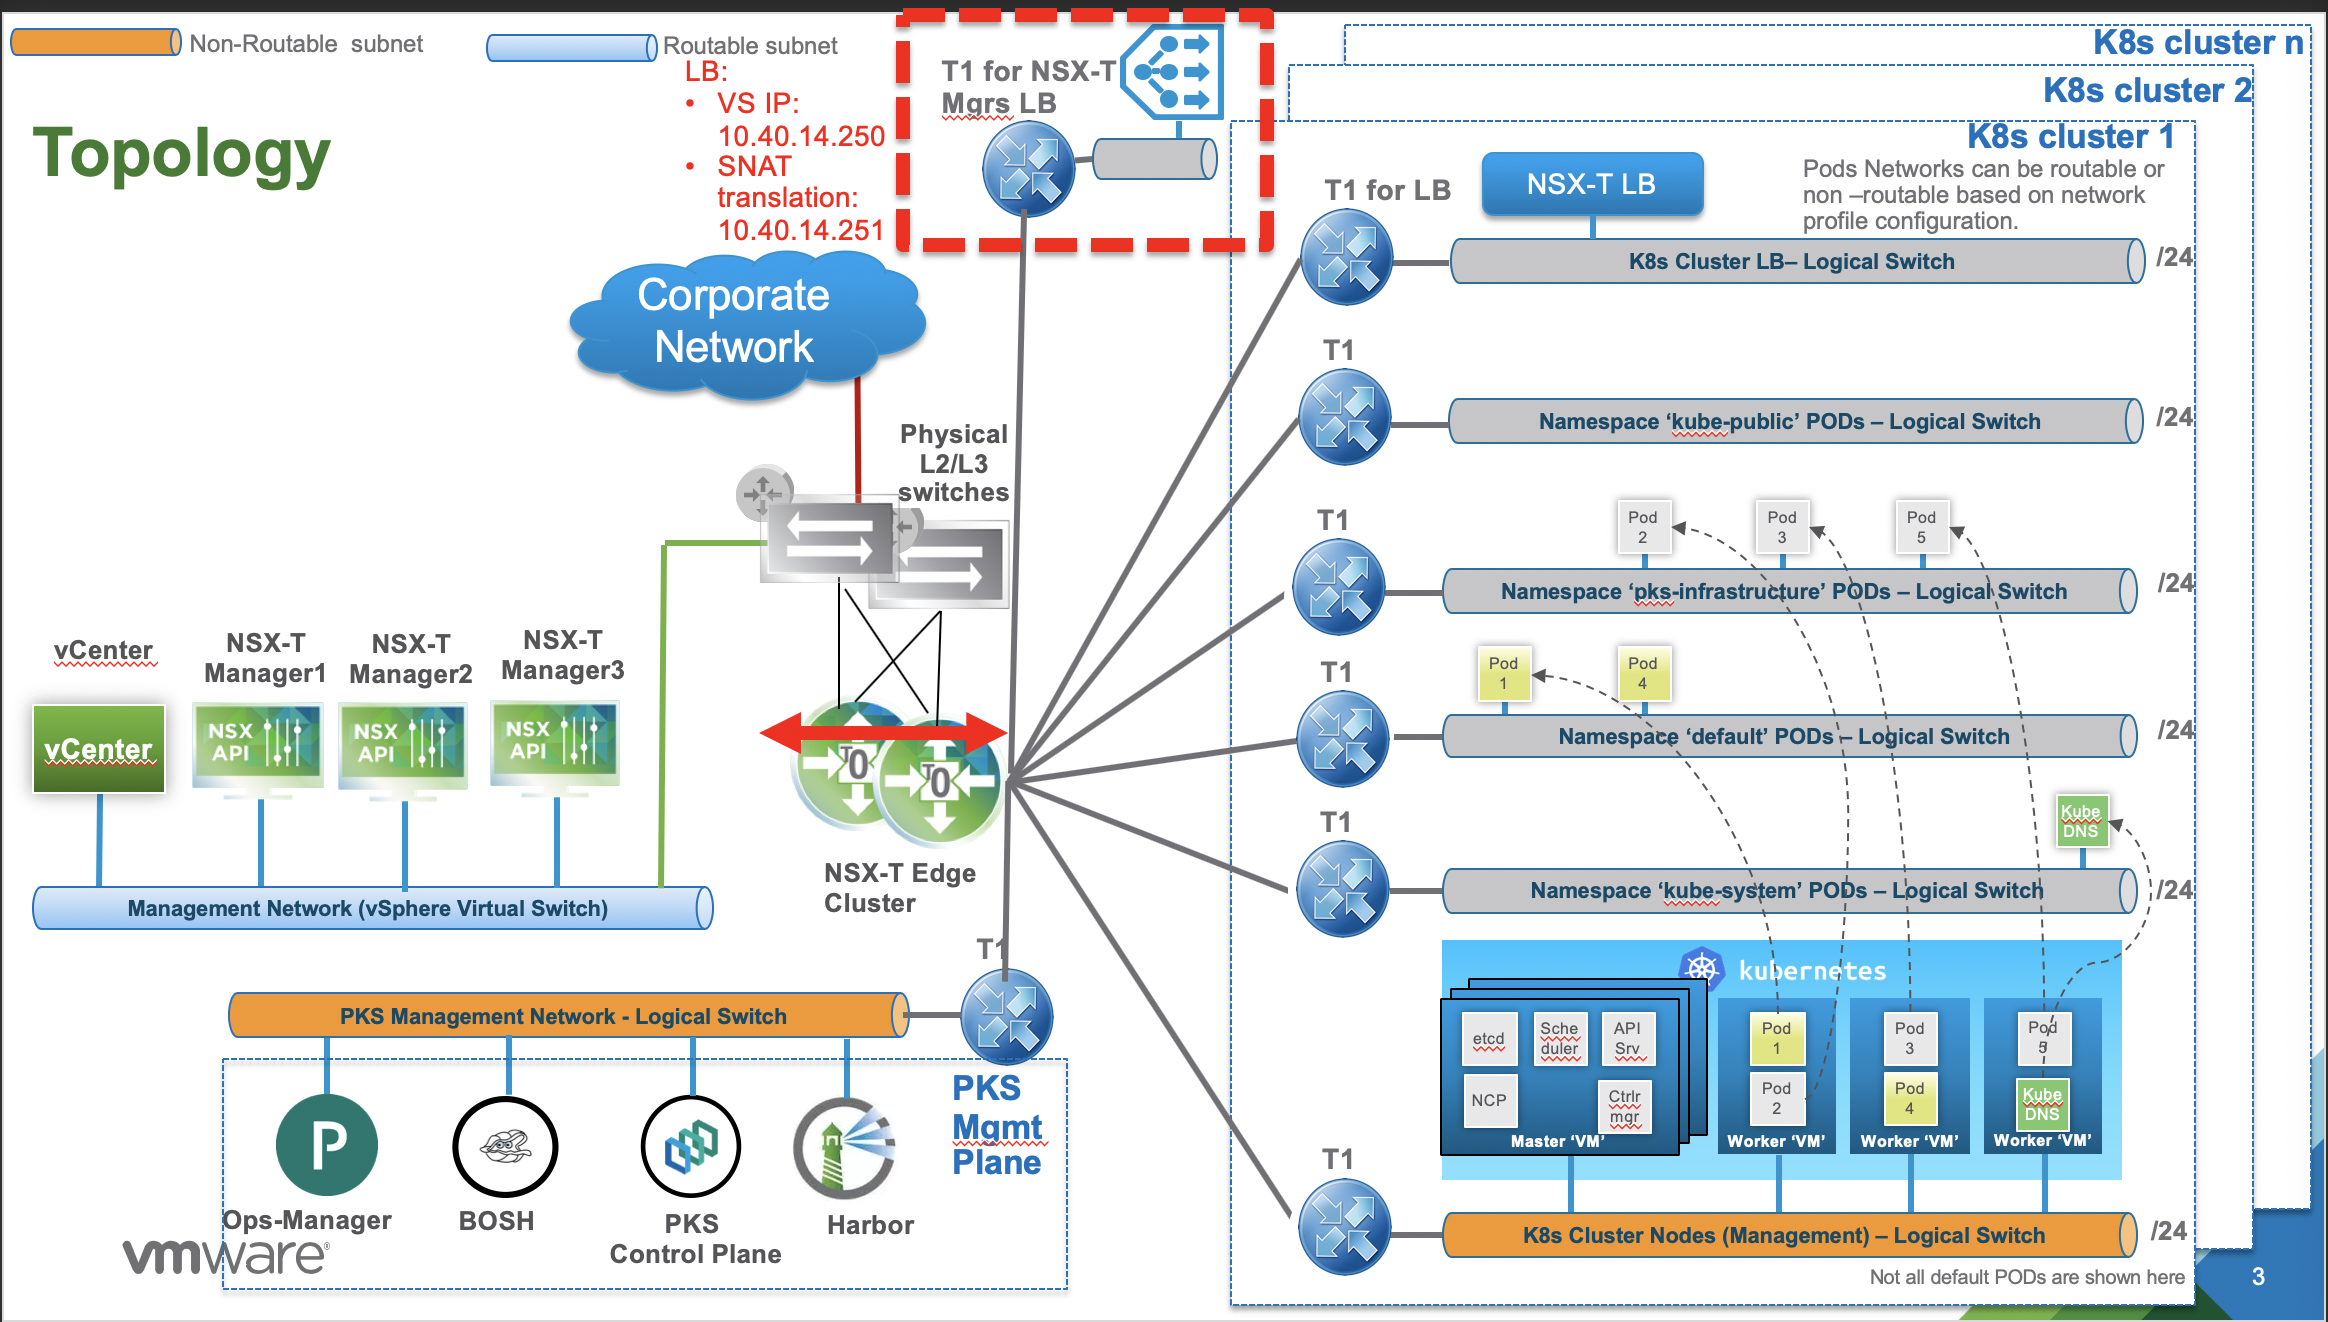 Non-Routable subnet
Routable subnet
LB:
• VS IP:
10.40.14.250
• SNAT
translation:
10.40.14.251
Topology
T1 for NSX-T
Mgrs LB
K8s cluster n
K8s cluster 2
K8s cluster 1
Pods Networks can be routable or
non –routable based on network
profile configuration.
T1 for LB
NSX-T LB
K8s Cluster LB– Logical Switch
/24
Corporate
Network
T1
Namespace ‘kube-public’ PODs – Logical Switch
/24
Physical
L2/L3
switches
T1
Pod
2
Pod
3
Pod
5
Namespace ‘pks-infrastructure’ PODs – Logical Switch
/24
vCenter
NSX-T
Manager1
NSX-T
Manager2
NSX-T
Manager3
vCenter
NSX
API
NSX
API
NSX
API
T1
Pod
1
Pod
4
Namespace ‘default’ PODs – Logical Switch
/24
T0
T0
NSX-T Edge
Cluster
T1
Kube
DNS
Namespace ‘kube-system’ PODs – Logical Switch
/24
Management Network (vSphere Virtual Switch)
T1
PKS Management Network - Logical Switch
PKS
Mgmt
Plane
P
Ops-Manager
BOSH
PKS
Control Plane
Harbor
kubernetes
etcd
Sche
duler
API
Srv
NCP
Ctrlr
mgr
Master ‘VM’
Pod
1
Pod
2
Worker ‘VM’
Pod
3
Pod
4
Worker ‘VM’
Pod
5
Kube
DNS
Worker ‘VM’
T1
K8s Cluster Nodes (Management) – Logical Switch
/24
Not all default PODs are shown here
vmware®
3